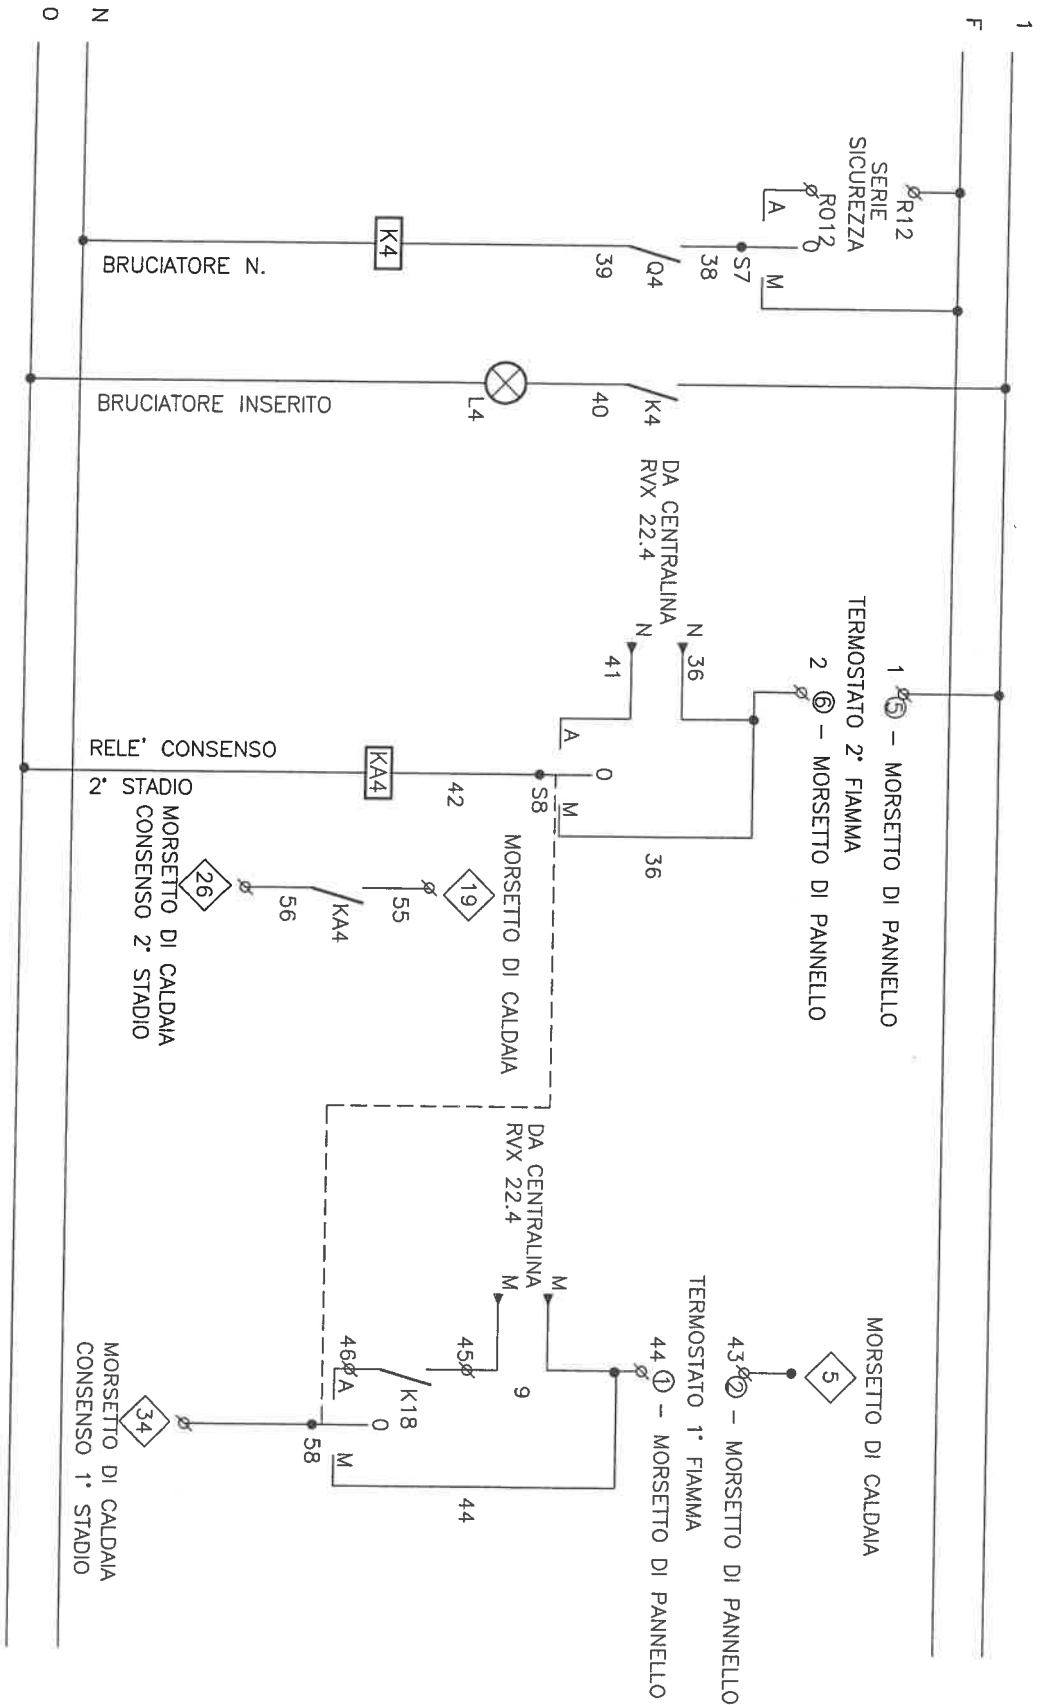 1
F
N
O
R12
SERIE
SICUREZZA
R012
A
O
M
S7
38
Q4
39
K4
BRUCIATORE N.
K4
40
L4
BRUCIATORE INSERITO
1 5 - MORSETTO DI PANNELLO
TERMOSTATO 2° FIAMMA
2 6 - MORSETTO DI PANNELLO
DA CENTRALINA
RVX 22.4
N
36
N
41
A
O
M
36
S8
42
KA4
RELE' CONSENSO
2° STADIO
MORSETTO DI CALDAIA
19
55
KA4
56
26
MORSETTO DI CALDAIA
CONSENSO 2° STADIO
MORSETTO DI CALDAIA
5
43 2 - MORSETTO DI PANNELLO
TERMOSTATO 1° FIAMMA
44 1 - MORSETTO DI PANNELLO
DA CENTRALINA
RVX 22.4
M
M
9
45
K18
46
A
O
M
44
58
34
MORSETTO DI CALDAIA
CONSENSO 1° STADIO